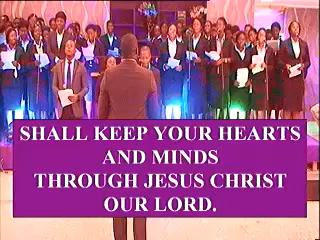 SHALL KEEP YOUR HEARTS
AND MINDS
THROUGH JESUS CHRIST
OUR LORD.